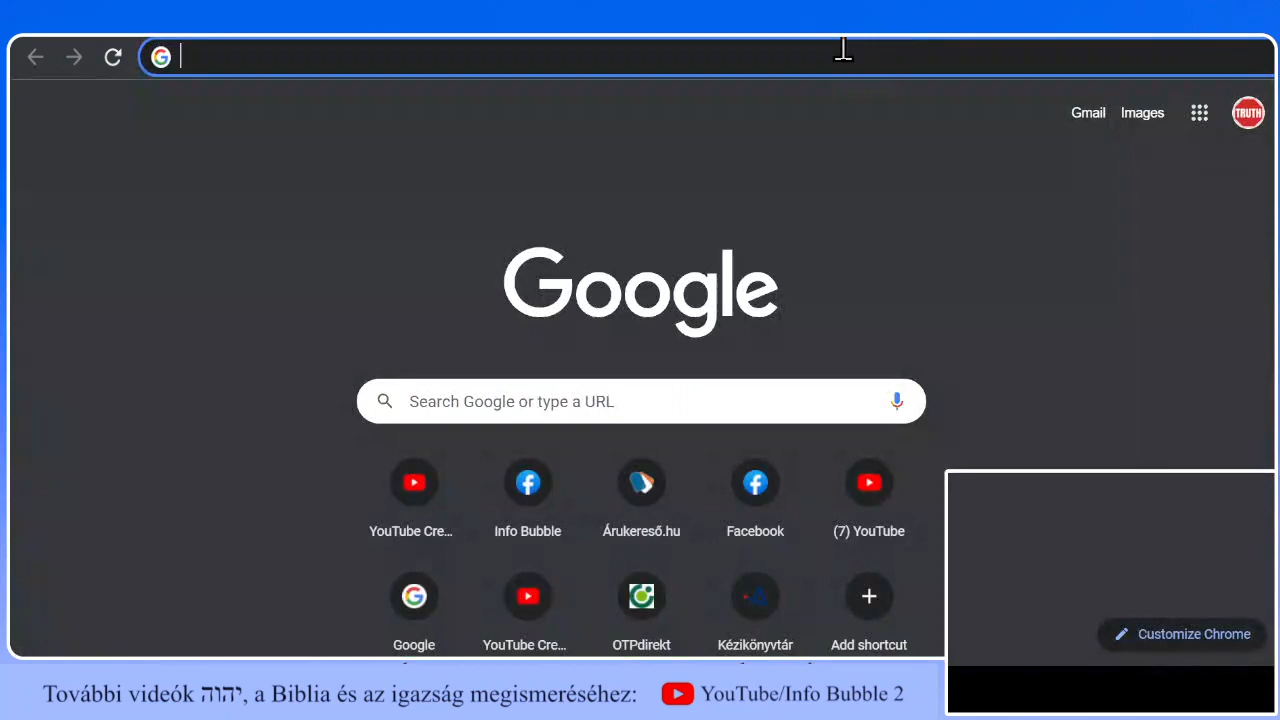 Gmail Images
TRUTH
Google
Search Google or type a URL
YouTube Cre... Info Bubble Árukereső.hu Facebook (7) YouTube
Google YouTube Cre... OTPdirekt Kézikönyvtár Add shortcut
Customize Chrome
További videók יהוה, a Biblia és az igazság megismeréséhez: YouTube/Info Bubble 2